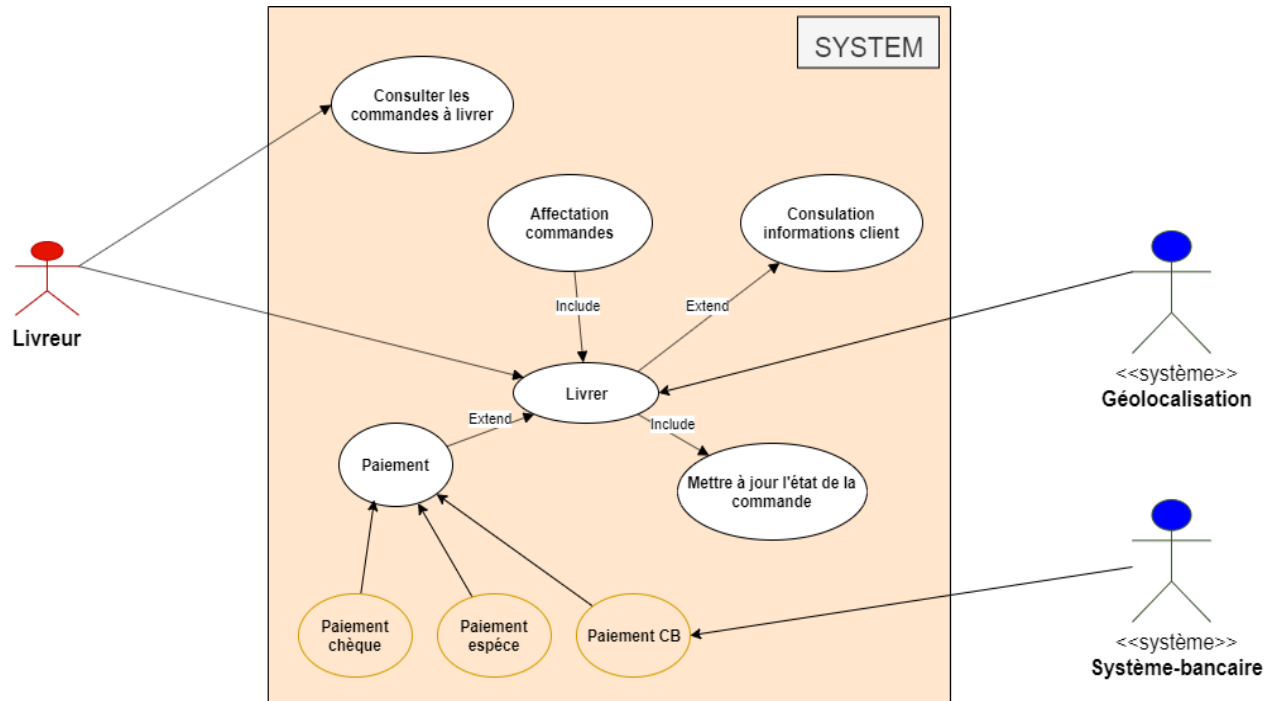 SYSTEM
Consulter les
commandes à livrer
Affectation
commandes
Consulation
informations client
Livreur
Include
Extend
<<système>>
Géolocalisation
Livrer
Extend
Include
Paiement
Mettre à jour l'état de la
commande
Paiement
chèque
Paiement
espéce
Paiement CB
<<système>>
Système-bancaire